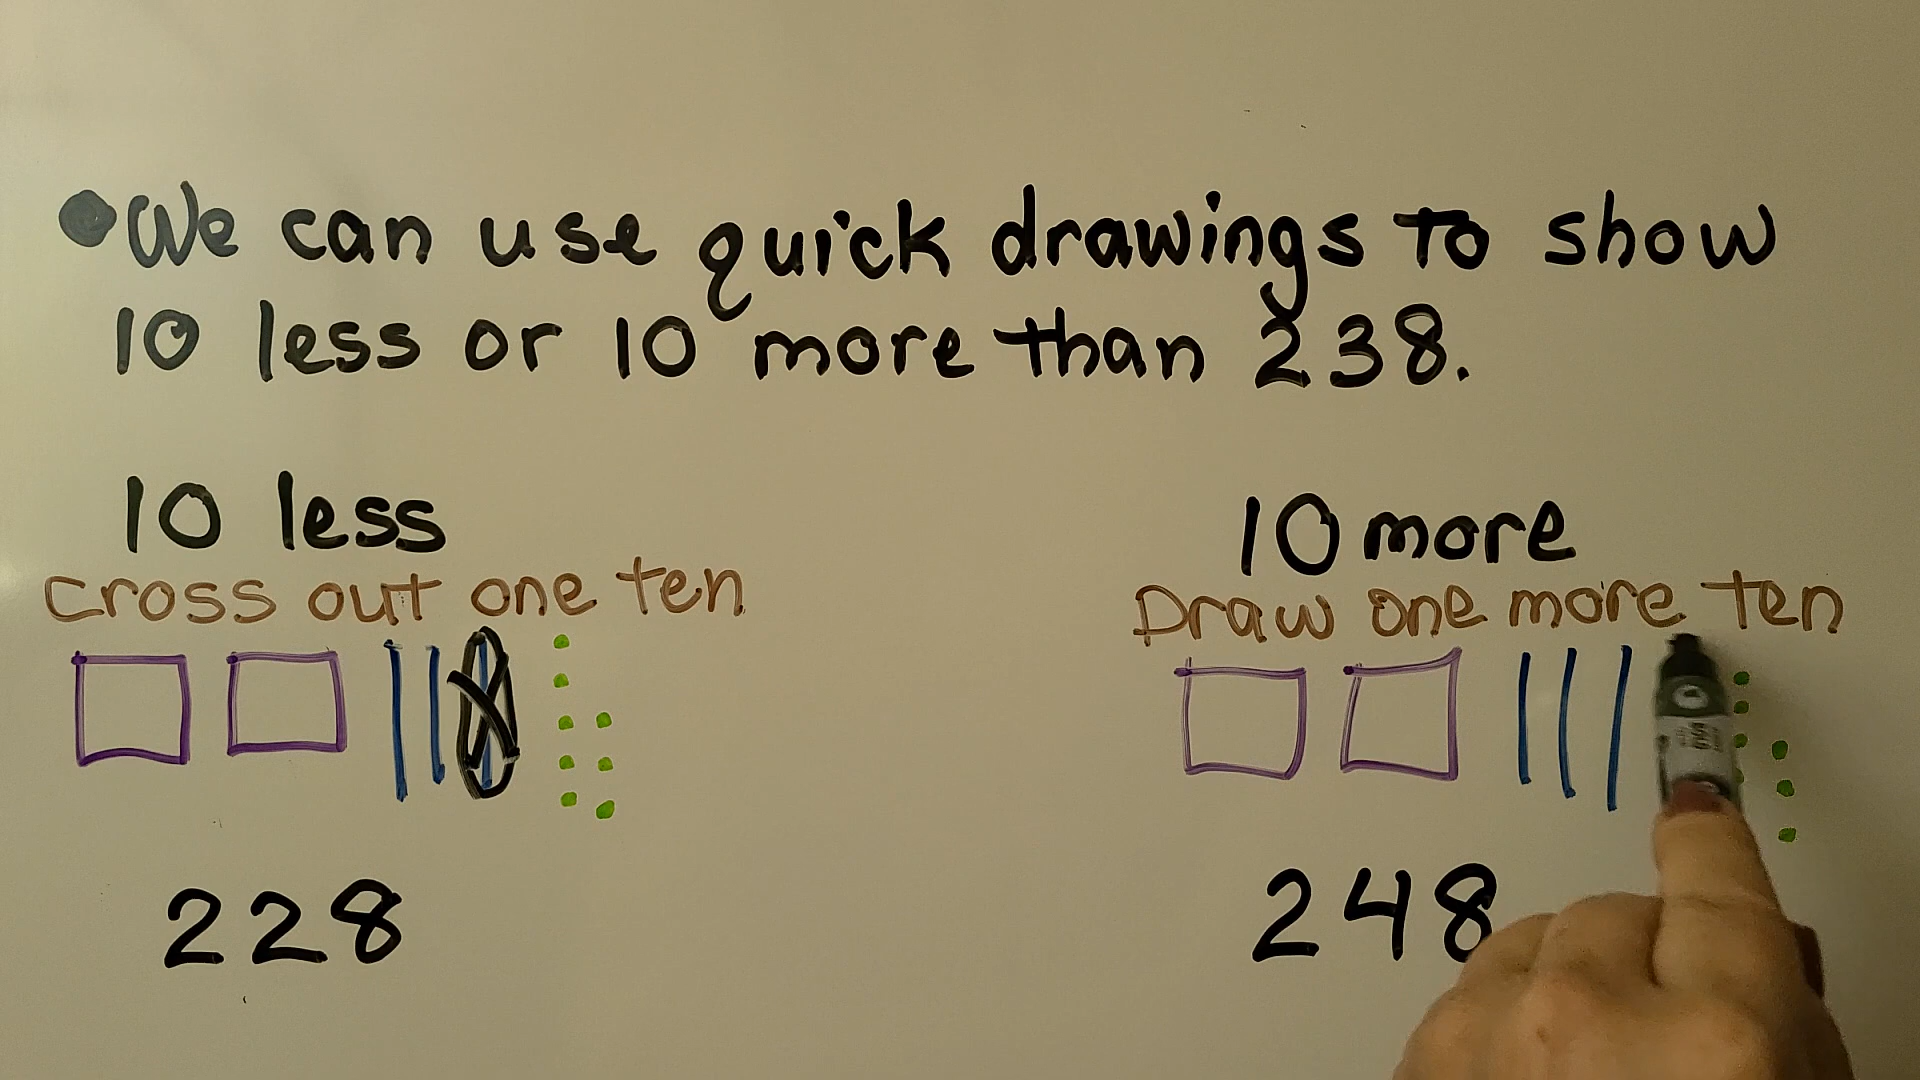 •We can use quick drawings to show
10 less or 10 more than 238.
10 less
cross out one ten
228
10 more
Draw one more ten
248